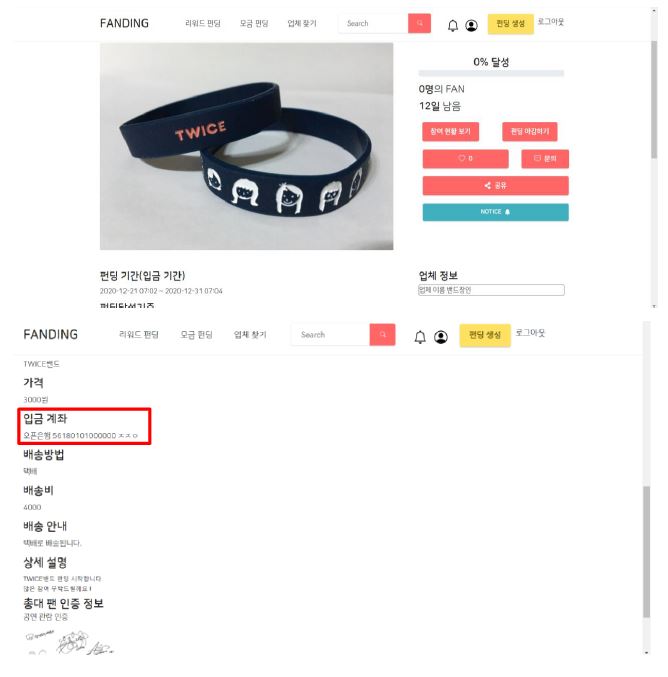 FANDING 리워드 펀딩 모금 펀딩 업체 찾기 Search 펀딩 생성 로그아웃
TWICE
0% 달성
0명의 FAN
12일 남음
참여 현황 보기 펀딩 마감하기
0 문의
공유
NOTICE
펀딩 기간(입금 기간)
2020-12-21 07:02 ~ 2020-12-31 07:04
펀딩달성기준
업체 정보
업체 이름 밴드장인
FANDING 리워드 펀딩 모금 펀딩 업체 찾기 Search 펀딩 생성 로그아웃
TWICE밴드
가격
3000원
입금 계좌
오픈은행 56180101000000 ㅈㅈㅇ
배송방법
택배
배송비
4000
배송 안내
택배로 배송됩니다.
상세 설명
TWICE밴드 펀딩 시작합니다.
많은 참여 부탁드릴께요!
총대 팬 인증 정보
공연 관람 인증